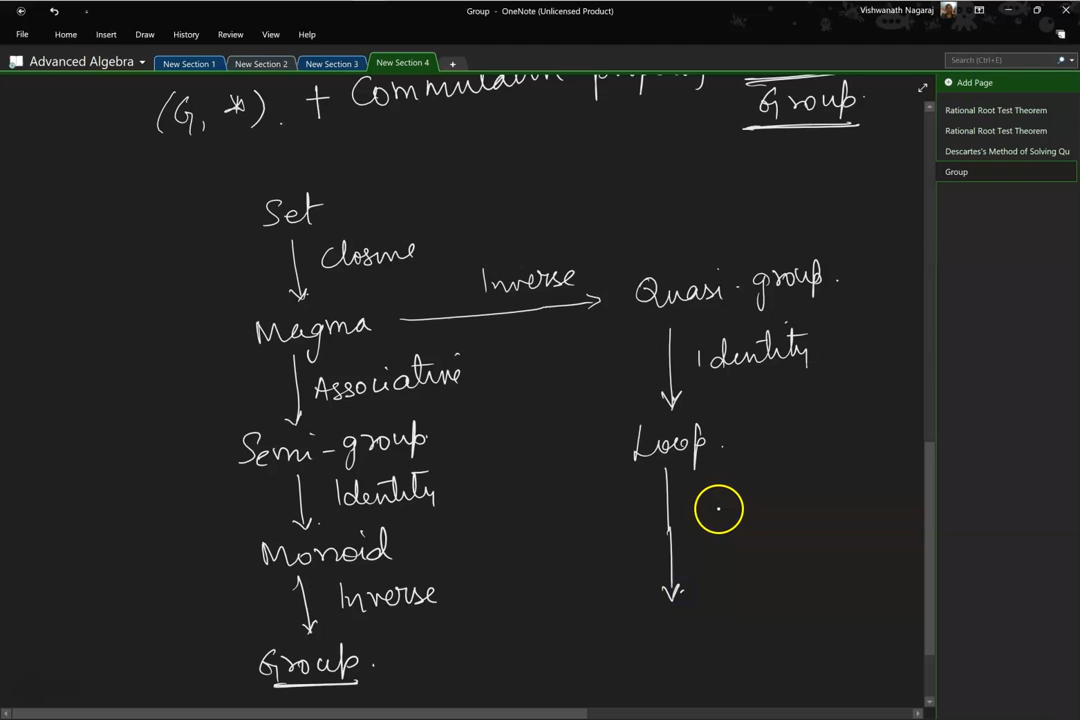 Group - OneNote (Unlicensed Product)
Vishwanath Nagaraj
File Home Insert Draw History Review View Help
Advanced Algebra
New Section 1
New Section 2
New Section 3
New Section 4
Search (Ctrl+E)
Add Page
Rational Root Test Theorem
Rational Root Test Theorem
Descartes's Method of Solving Qu
Group
(G, *). +
Group.
Set
Closure
Inverse
Quasi-group.
Magma
Identity
Associative
Semi-group
Loop.
Identity
Monoid
Inverse
Group.